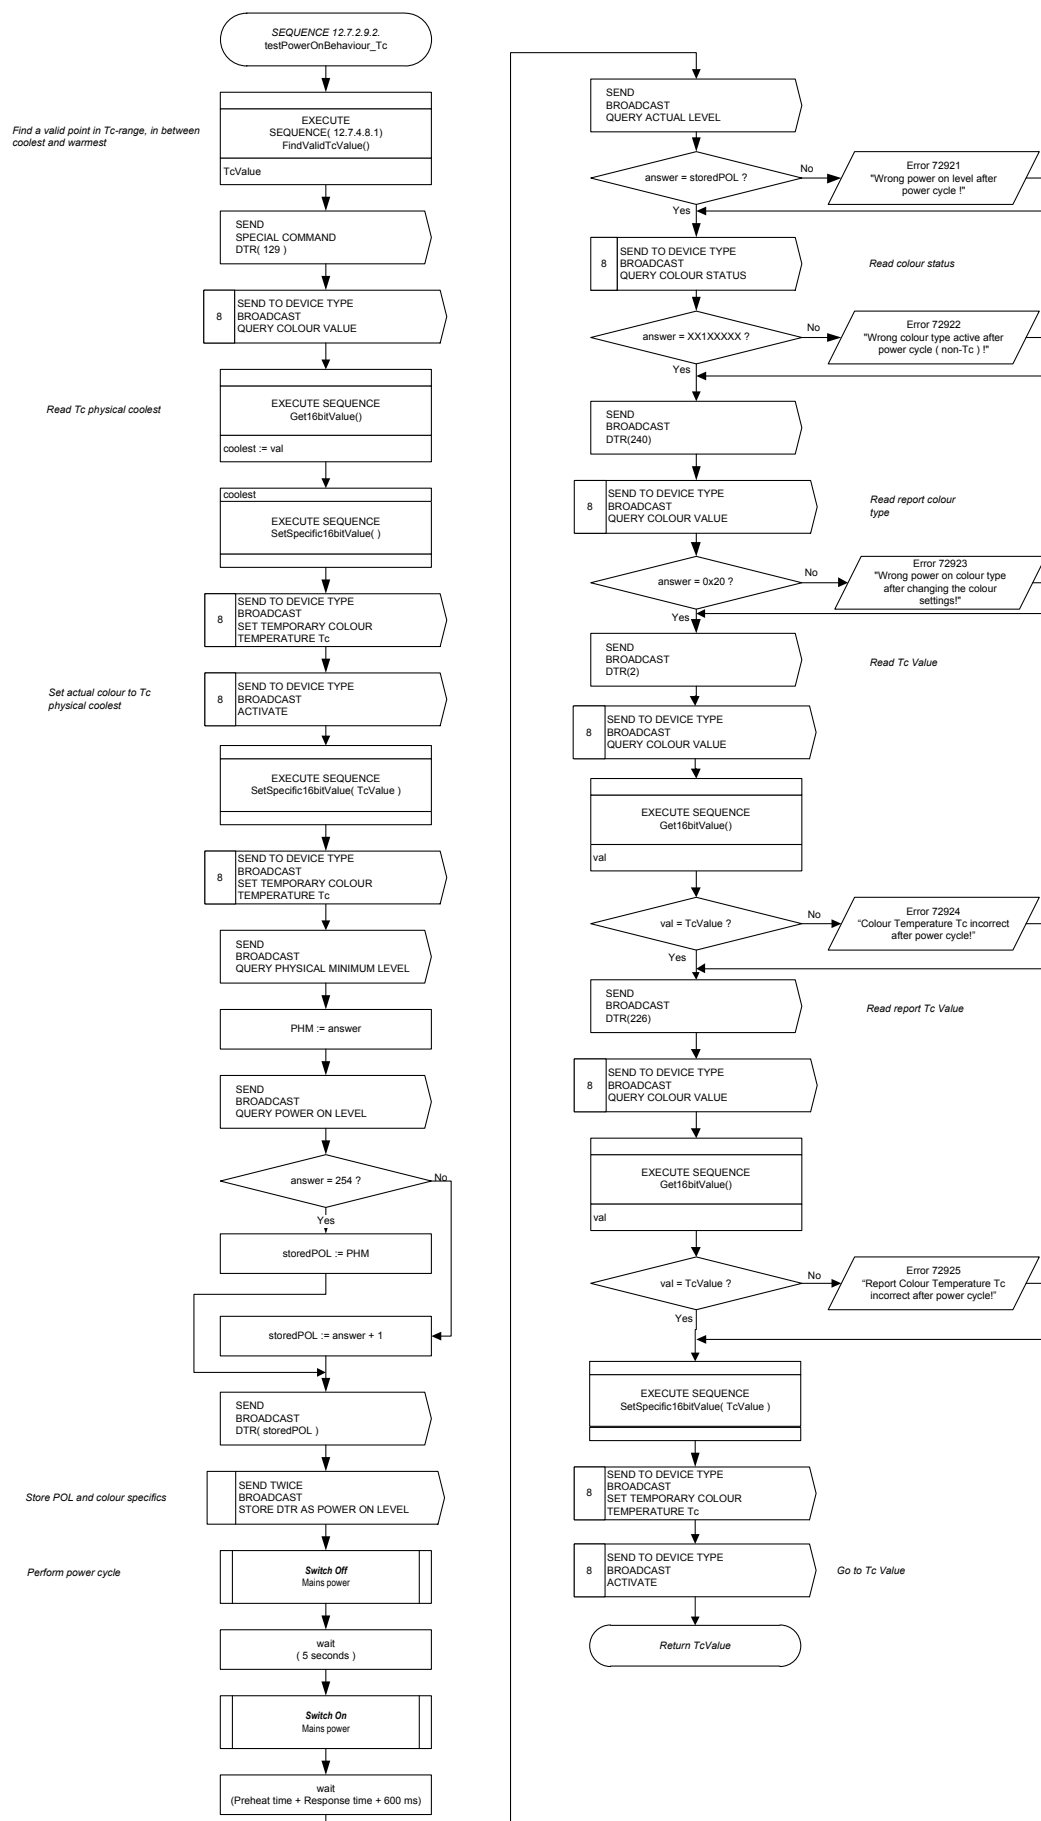 SEQUENCE 12.7.2.9.2.
testPowerOnBehaviour_Tc
Find a valid point in Tc-range, in between
coolest and warmest
EXECUTE
SEQUENCE( 12.7.4.8.1)
FindValidTcValue()
TcValue
SEND
SPECIAL COMMAND
DTR( 129 )
8
SEND TO DEVICE TYPE
BROADCAST
QUERY COLOUR VALUE
Read Tc physical coolest
EXECUTE SEQUENCE
Get16bitValue()
coolest := val
coolest
EXECUTE SEQUENCE
SetSpecific16bitValue( )
8
SEND TO DEVICE TYPE
BROADCAST
SET TEMPORARY COLOUR
TEMPERATURE Tc
Set actual colour to Tc
physical coolest
8
SEND TO DEVICE TYPE
BROADCAST
ACTIVATE
EXECUTE SEQUENCE
SetSpecific16bitValue( TcValue )
8
SEND TO DEVICE TYPE
BROADCAST
SET TEMPORARY COLOUR
TEMPERATURE Tc
SEND
BROADCAST
QUERY PHYSICAL MINIMUM LEVEL
PHM := answer
SEND
BROADCAST
QUERY POWER ON LEVEL
answer = 254 ?
No
Yes
storedPOL := PHM
storedPOL := answer + 1
SEND
BROADCAST
DTR( storedPOL )
Store POL and colour specifics
SEND TWICE
BROADCAST
STORE DTR AS POWER ON LEVEL
Perform power cycle
Switch Off
Mains power
wait
( 5 seconds )
Switch On
Mains power
wait
(Preheat time + Response time + 600 ms)
SEND
BROADCAST
QUERY ACTUAL LEVEL
answer = storedPOL ?
No
Error 72921
"Wrong power on level after
power cycle !"
Yes
8
SEND TO DEVICE TYPE
BROADCAST
QUERY COLOUR STATUS
Read colour status
answer = XX1XXXXX ?
No
Error 72922
"Wrong colour type active after
power cycle ( non-Tc ) !"
Yes
SEND
BROADCAST
DTR(240)
8
SEND TO DEVICE TYPE
BROADCAST
QUERY COLOUR VALUE
Read report colour
type
answer = 0x20 ?
No
Error 72923
"Wrong power on colour type
after changing the colour
settings!"
Yes
SEND
BROADCAST
DTR(2)
Read Tc Value
8
SEND TO DEVICE TYPE
BROADCAST
QUERY COLOUR VALUE
EXECUTE SEQUENCE
Get16bitValue()
val
val = TcValue ?
No
Error 72924
“Colour Temperature Tc incorrect
after power cycle!”
Yes
SEND
BROADCAST
DTR(226)
Read report Tc Value
8
SEND TO DEVICE TYPE
BROADCAST
QUERY COLOUR VALUE
EXECUTE SEQUENCE
Get16bitValue()
val
val = TcValue ?
No
Error 72925
“Report Colour Temperature Tc
incorrect after power cycle!”
Yes
EXECUTE SEQUENCE
SetSpecific16bitValue( TcValue )
8
SEND TO DEVICE TYPE
BROADCAST
SET TEMPORARY COLOUR
TEMPERATURE Tc
8
SEND TO DEVICE TYPE
BROADCAST
ACTIVATE
Go to Tc Value
Return TcValue